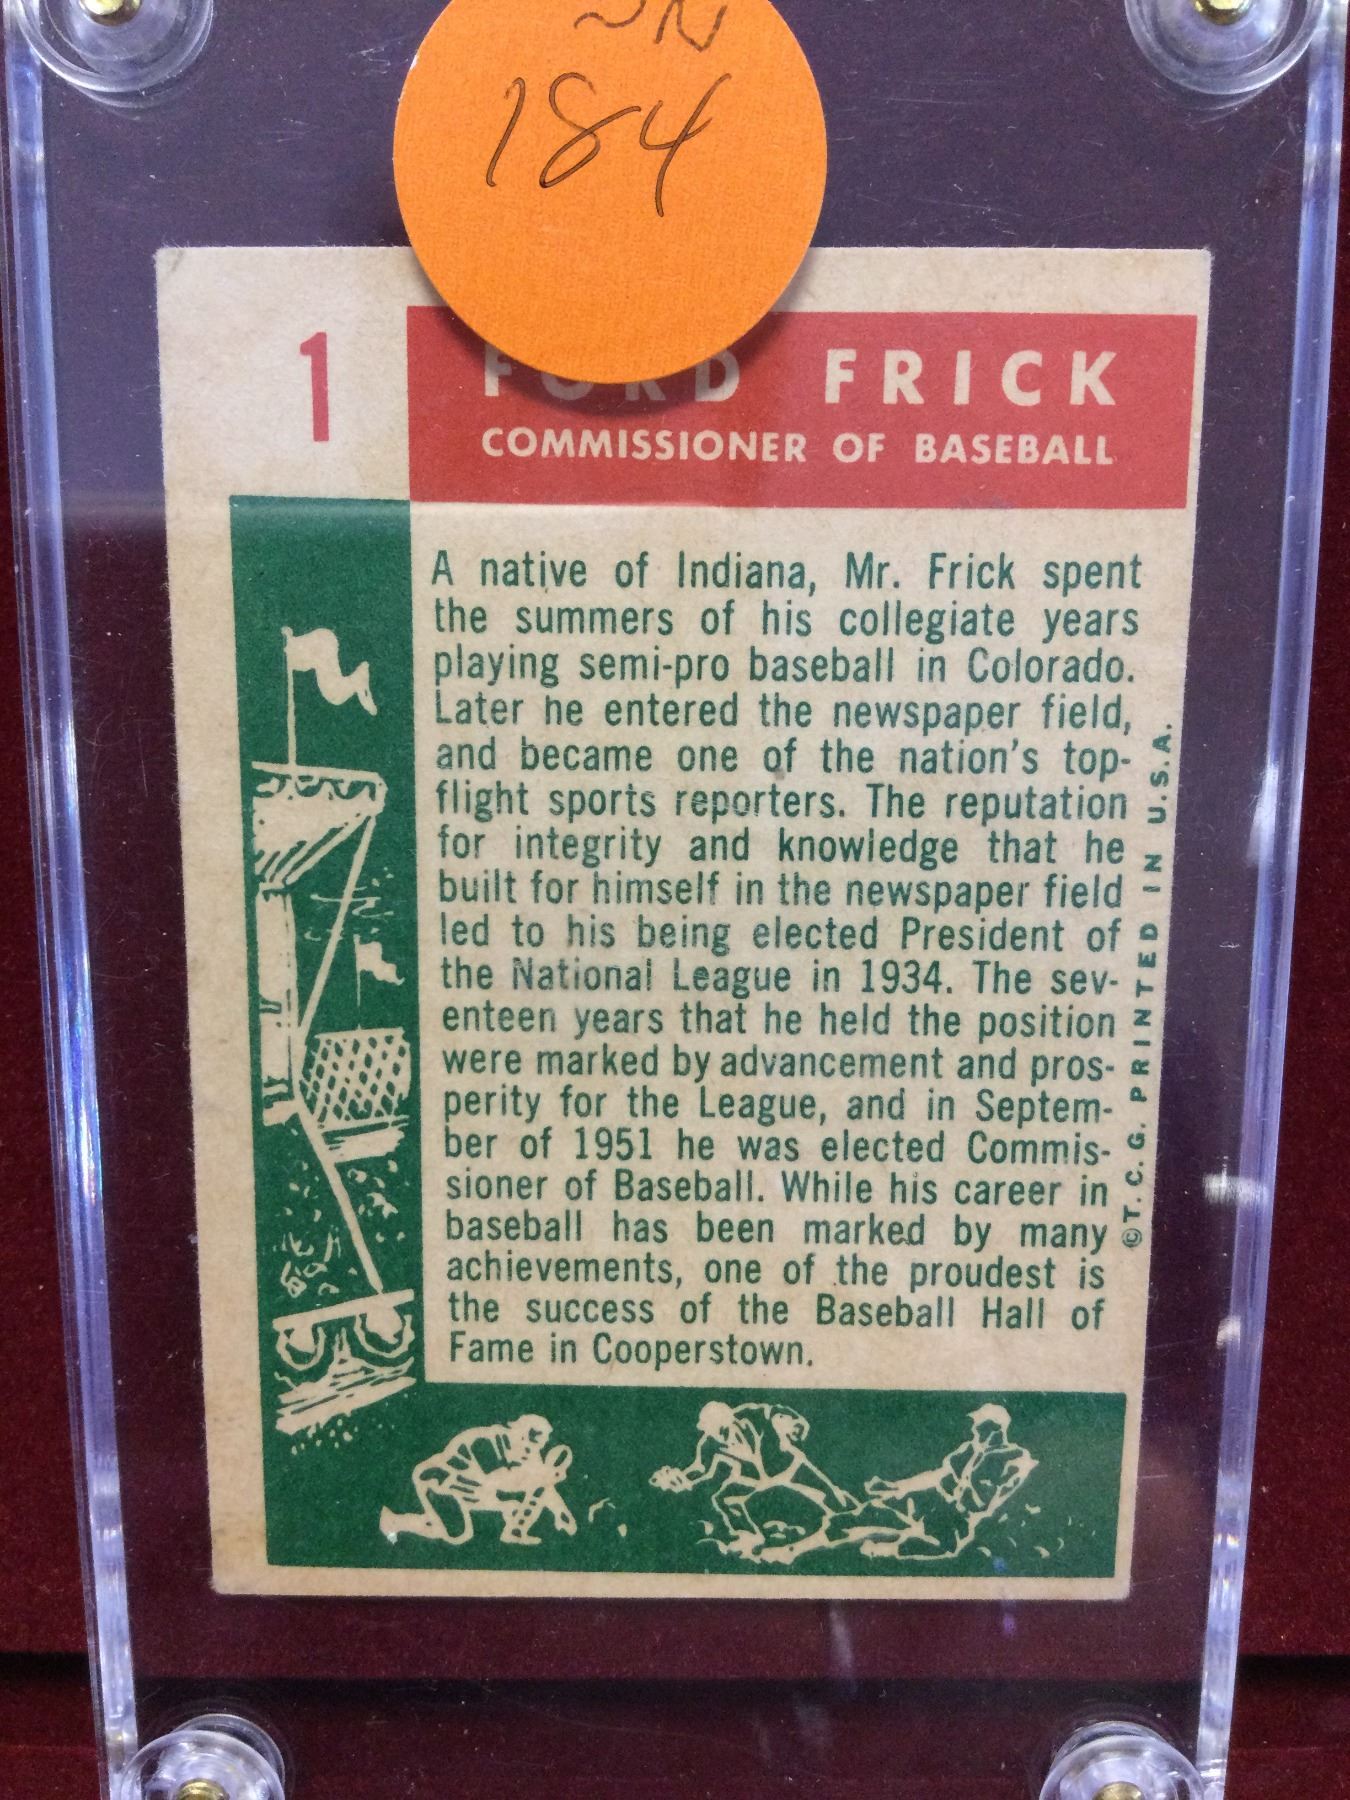 184
1
FORD FRICK
COMMISSIONER OF BASEBALL
A native of Indiana, Mr. Frick spent
the summers of his collegiate years
playing semi-pro baseball in Colorado.
Later he entered the newspaper field,
and became one of the nation's top-
flight sports reporters. The reputation
for integrity and knowledge that he
built for himself in the newspaper field
led to his being elected President of
the National League in 1934. The sev-
enteen years that he held the position
were marked by advancement and pros-
perity for the League, and in Septem-
ber of 1951 he was elected Commis-
sioner of Baseball. While his career in
baseball has been marked by many
achievements, one of the proudest is
the success of the Baseball Hall of
Fame in Cooperstown.
©T.C.G. PRINTED IN U.S.A.